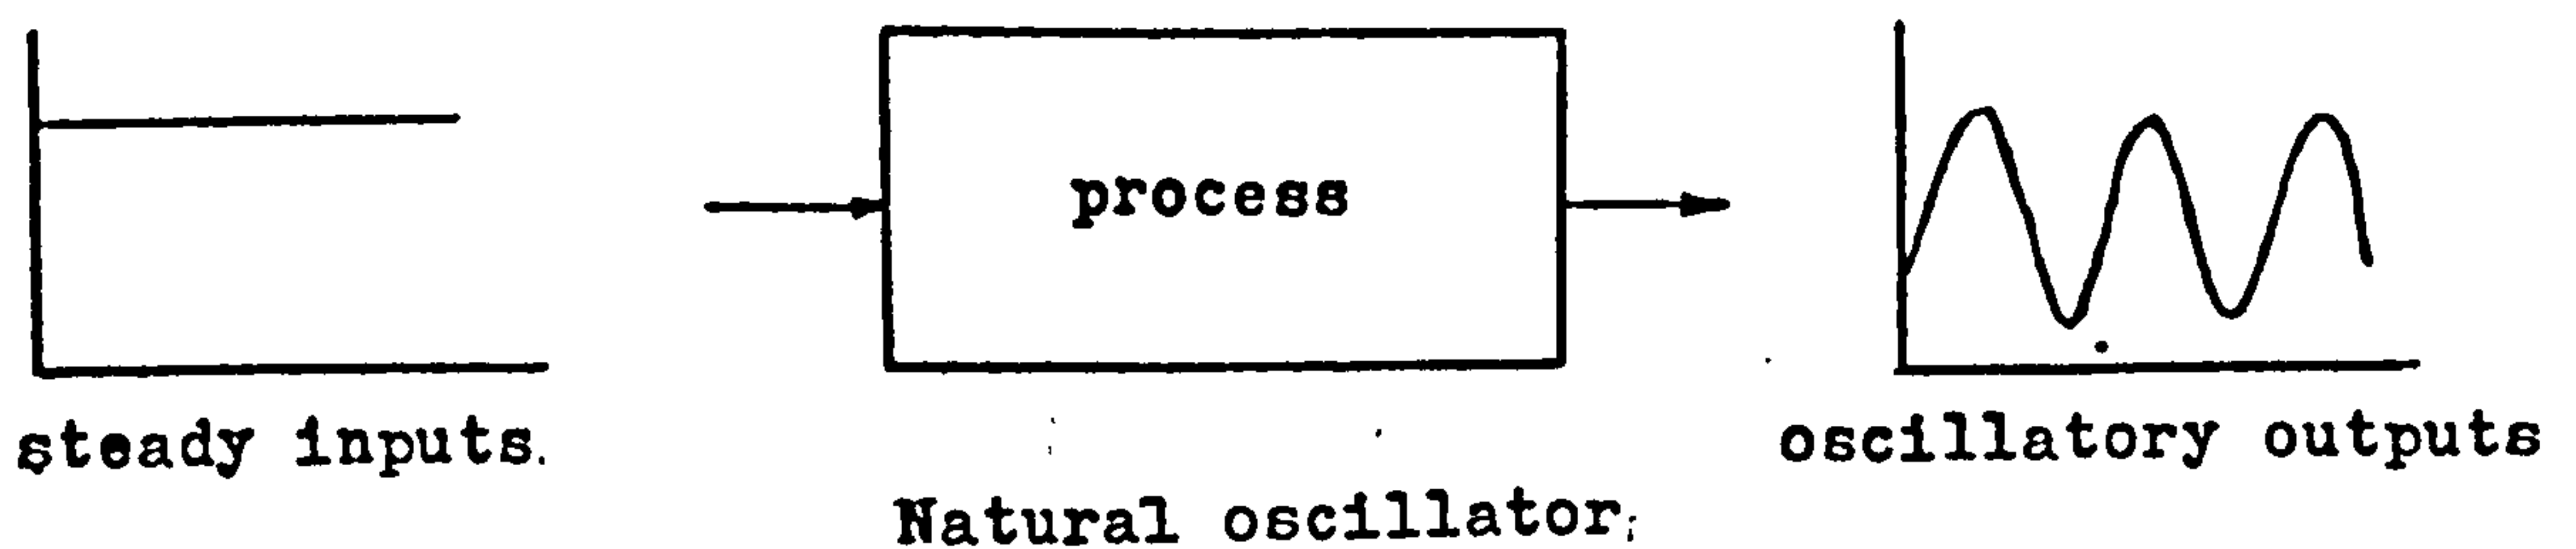 process
steady inputs.
oscillatory outputs
Natural oscillator;